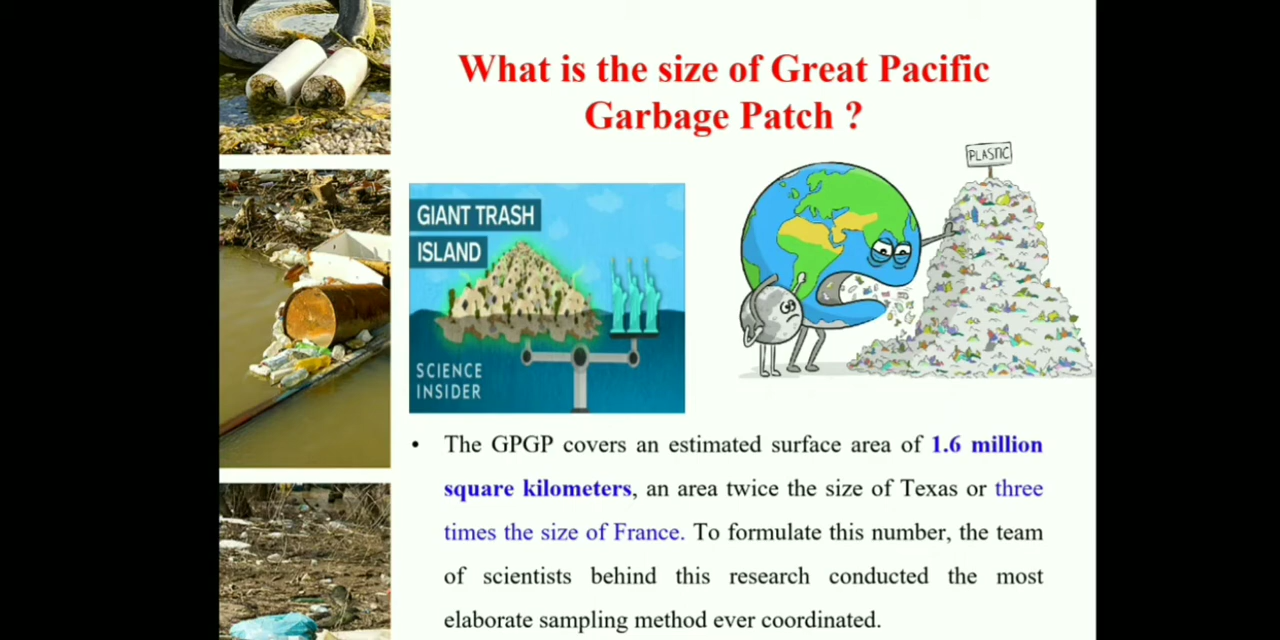 What is the size of Great Pacific
Garbage Patch ?
GIANT TRASH
ISLAND
SCIENCE
INSIDER
PLASTIC
• The GPGP covers an estimated surface area of 1.6 million
square kilometers, an area twice the size of Texas or three
times the size of France. To formulate this number, the team
of scientists behind this research conducted the most
elaborate sampling method ever coordinated.